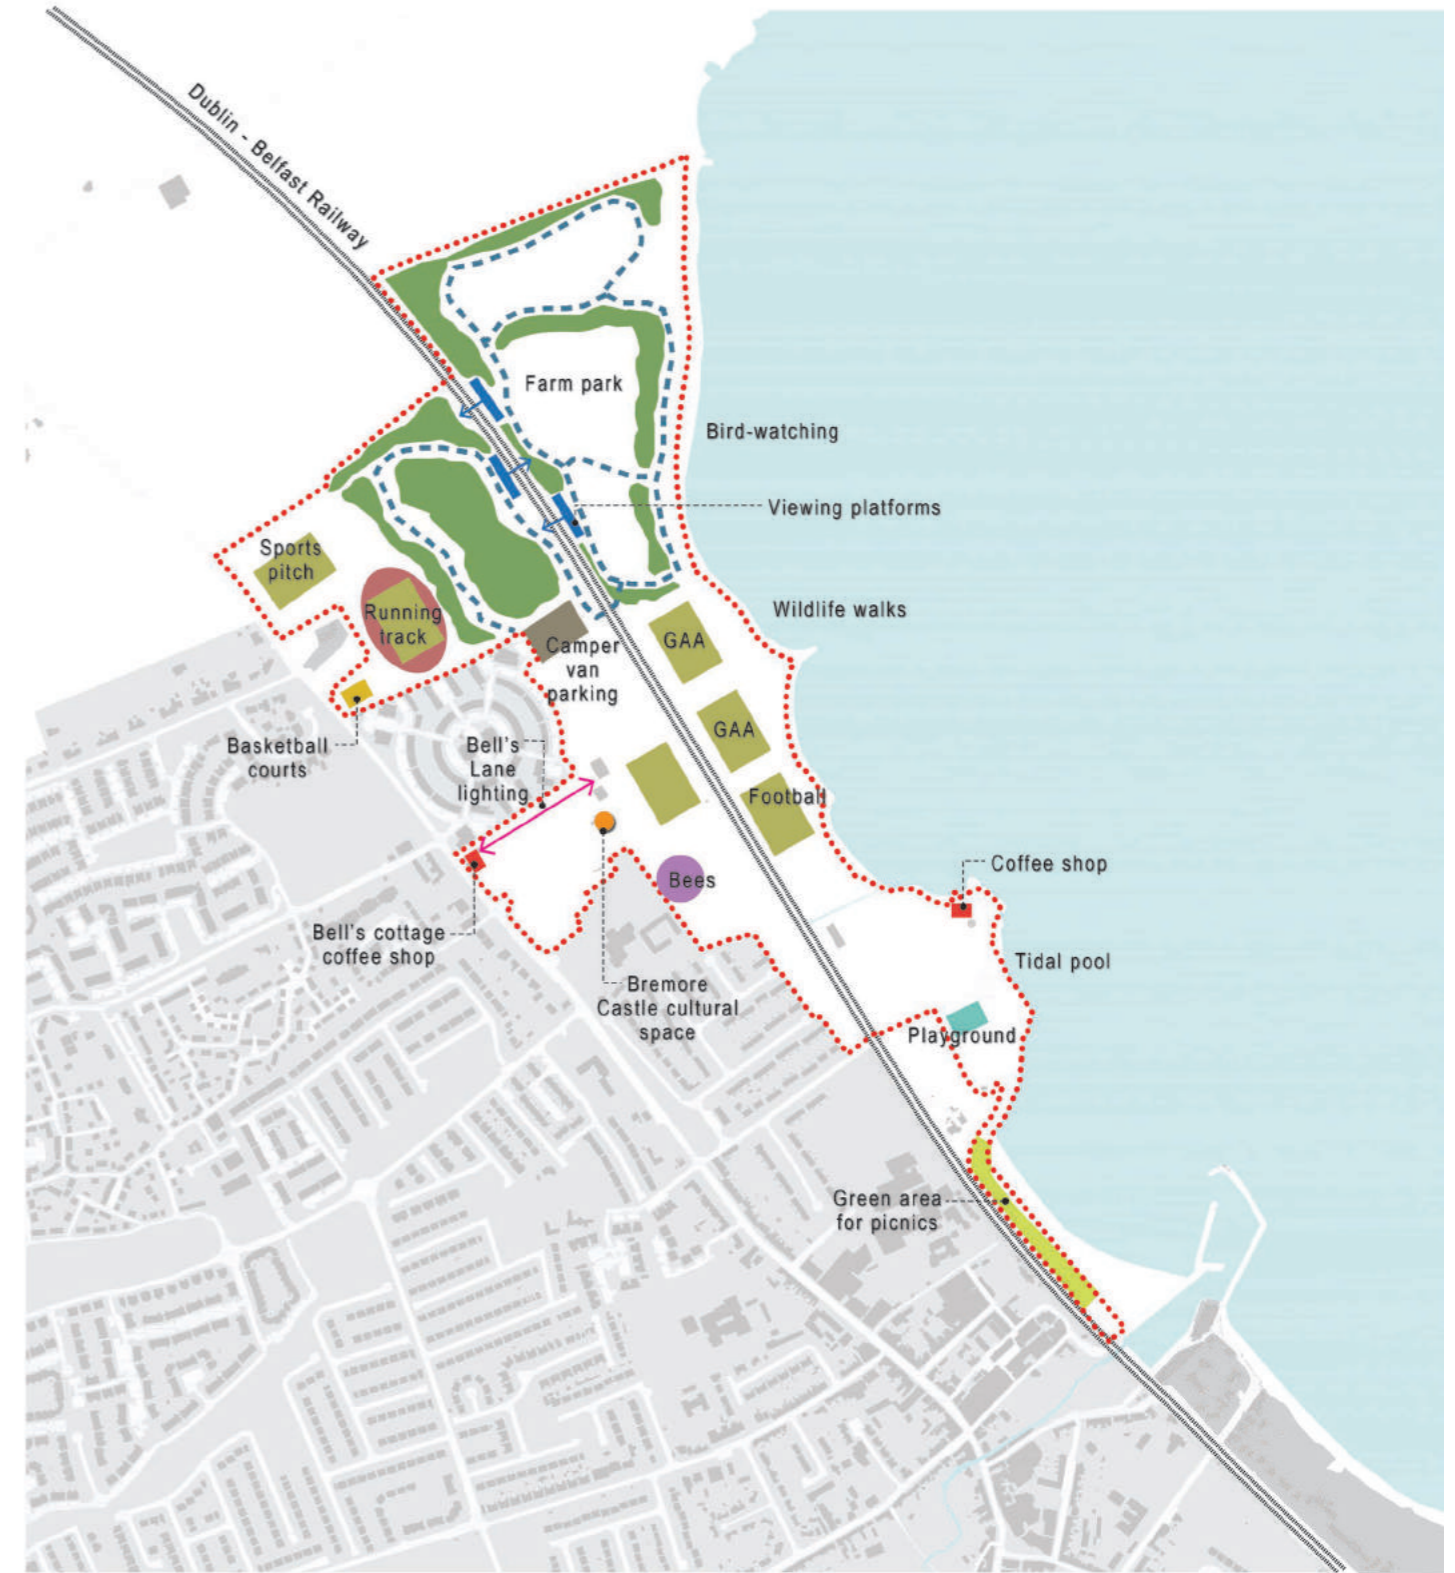 Dublin - Belfast Railway
Farm park
Bird-watching
Viewing platforms
Sports
pitch
Running
track
Wildlife walks
GAA
Camper
van
parking
GAA
Basketball
courts
Bell's
Lane
lighting
Football
Coffee shop
Bees
Bell's cottage
coffee shop
Tidal pool
Bremore
Castle cultural
space
Playground
Green area
for picnics